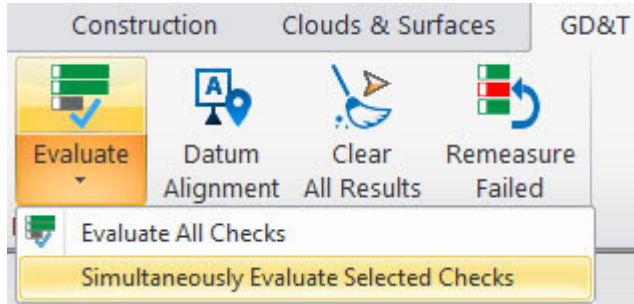 Construction Clouds & Surfaces GD&T
A
Evaluate Datum Alignment Clear All Results Remeasure Failed
Evaluate All Checks
Simultaneously Evaluate Selected Checks